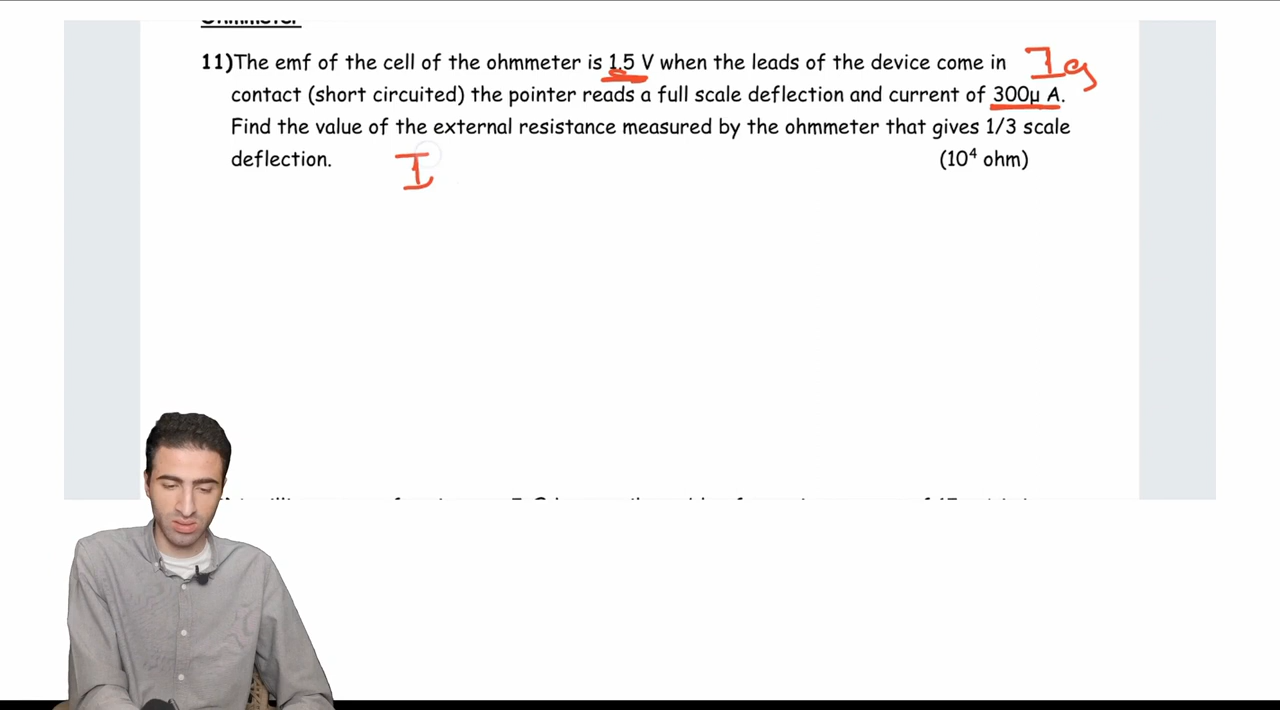 11)The emf of the cell of the ohmmeter is 1.5 V when the leads of the device come in Ig
contact (short circuited) the pointer reads a full scale deflection and current of 300μ A.
Find the value of the external resistance measured by the ohmmeter that gives 1/3 scale
deflection. I (10⁴ ohm)